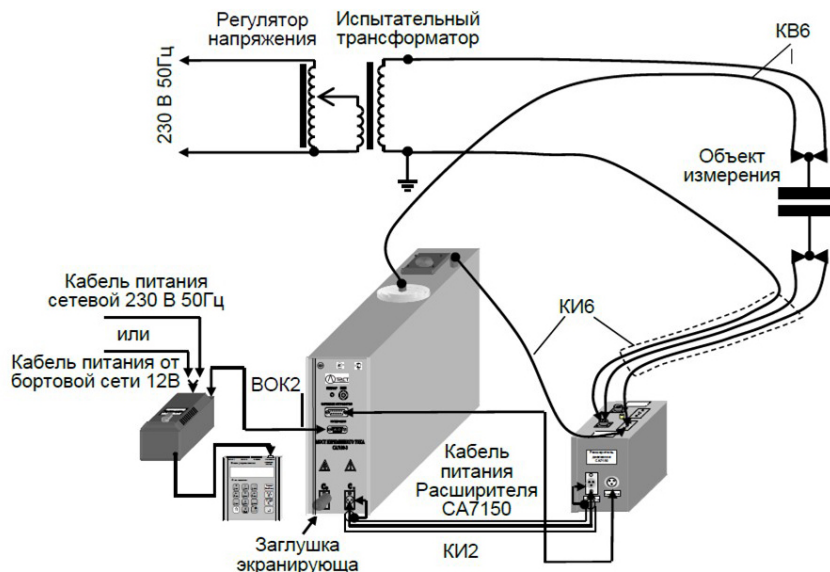 Регулятор
напряжения
Испытательный
трансформатор
КВ6
230 В 50Гц
Объект
измерения
Кабель питания
сетевой 230 В 50Гц
или
Кабель питания от
бортовой сети 12В
ВОК2
КИ6
Кабель
питания
Расширителя
СА7150
КИ2
Заглушка
экранирующа